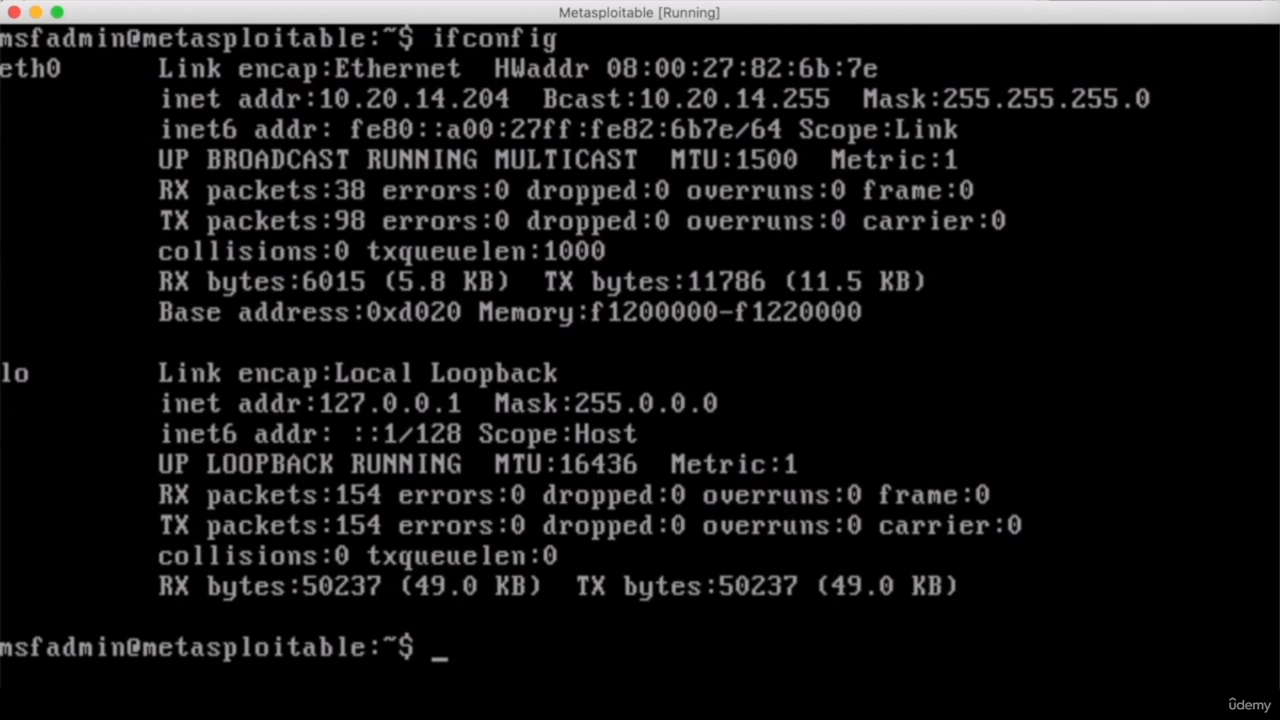 Metasploitable [Running]
msfadmin@metasploitable:~$ ifconfig
eth0 Link encap:Ethernet HWaddr 08:00:27:82:6b:7e
inet addr:10.20.14.204 Bcast:10.20.14.255 Mask:255.255.255.0
inet6 addr: fe80::a00:27ff:fe82:6b7e/64 Scope:Link
UP BROADCAST RUNNING MULTICAST MTU:1500 Metric:1
RX packets:38 errors:0 dropped:0 overruns:0 frame:0
TX packets:98 errors:0 dropped:0 overruns:0 carrier:0
collisions:0 txqueuelen:1000
RX bytes:6015 (5.8 KB) TX bytes:11786 (11.5 KB)
Base address:0xd020 Memory:f1200000-f1220000
lo Link encap:Local Loopback
inet addr:127.0.0.1 Mask:255.0.0.0
inet6 addr: ::1/128 Scope:Host
UP LOOPBACK RUNNING MTU:16436 Metric:1
RX packets:154 errors:0 dropped:0 overruns:0 frame:0
TX packets:154 errors:0 dropped:0 overruns:0 carrier:0
collisions:0 txqueuelen:0
RX bytes:50237 (49.0 KB) TX bytes:50237 (49.0 KB)
msfadmin@metasploitable:~$ _
ûdemy